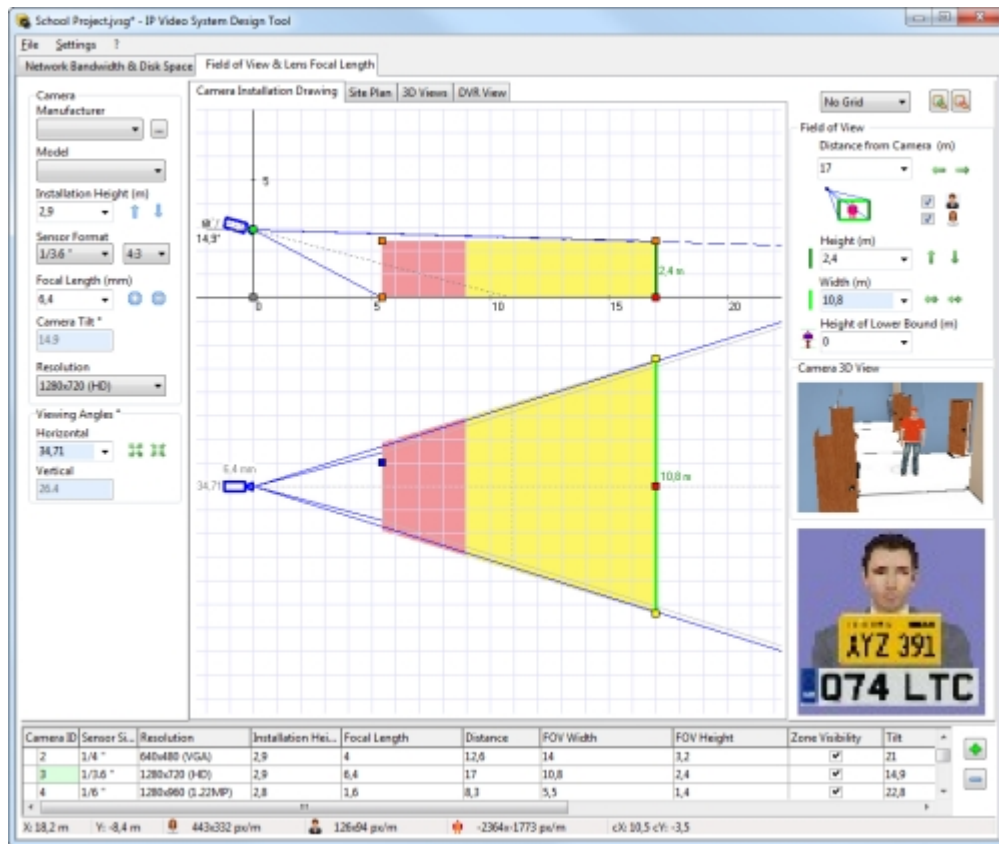 School Project.jvsg* - IP Video System Design Tool
File Settings ?
Network Bandwidth & Disk Space Field of View & Lens Focal Length
Camera
Manufacturer
...
Model
Installation Height (m)
2,9
Sensor Format
1/3.6 " 4:3
Focal Length (mm)
6,4
Camera Tilt °
14.9
Resolution
1280x720 (HD)
Viewing Angles °
Horizontal
34,71
Vertical
26.4
Camera Installation Drawing Site Plan 3D Views DVR View
5
14,9°
2,4 m
0 5 10 15 20
6,4 mm
34,71
10,8 m
No Grid
Field of View
Distance from Camera (m)
17
Height (m)
2,4
Width (m)
10,8
Height of Lower Bound (m)
0
Camera 3D View
AYZ 391
074 LTC
Camera ID Sensor Si... Resolution Installation Hei... Focal Length Distance FOV Width FOV Height Zone Visibility Tilt
2 1/4 " 640x480 (VGA) 2,9 4 12,6 14 3,2 21
3 1/3.6 " 1280x720 (HD) 2,9 6,4 17 10,8 2,4 14,9
4 1/6 " 1280x960 (1.22MP) 2,8 1,6 8,3 5,5 1,4 22,8
X: 18,2 m Y: -8,4 m 443x332 px/m 126x94 px/m -2364x-1773 px/m cX: 10,5 cY: -3,5